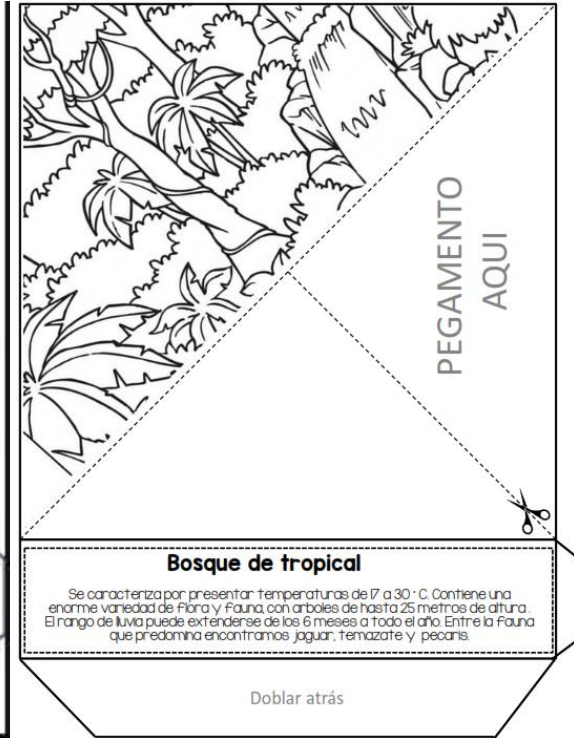 PEGAMENTO
AQUI
Bosque de tropical
Se caracteriza por presentar temperaturas de 17 a 30 ° C. Contiene una
enorme variedad de flora y fauna, con arboles de hasta 25 metros de altura .
El rango de lluvia puede extenderse de los 6 meses a todo el año. Entre la fauna
que predomina encontramos jaguar, temazate y pecaris.
Doblar atrás